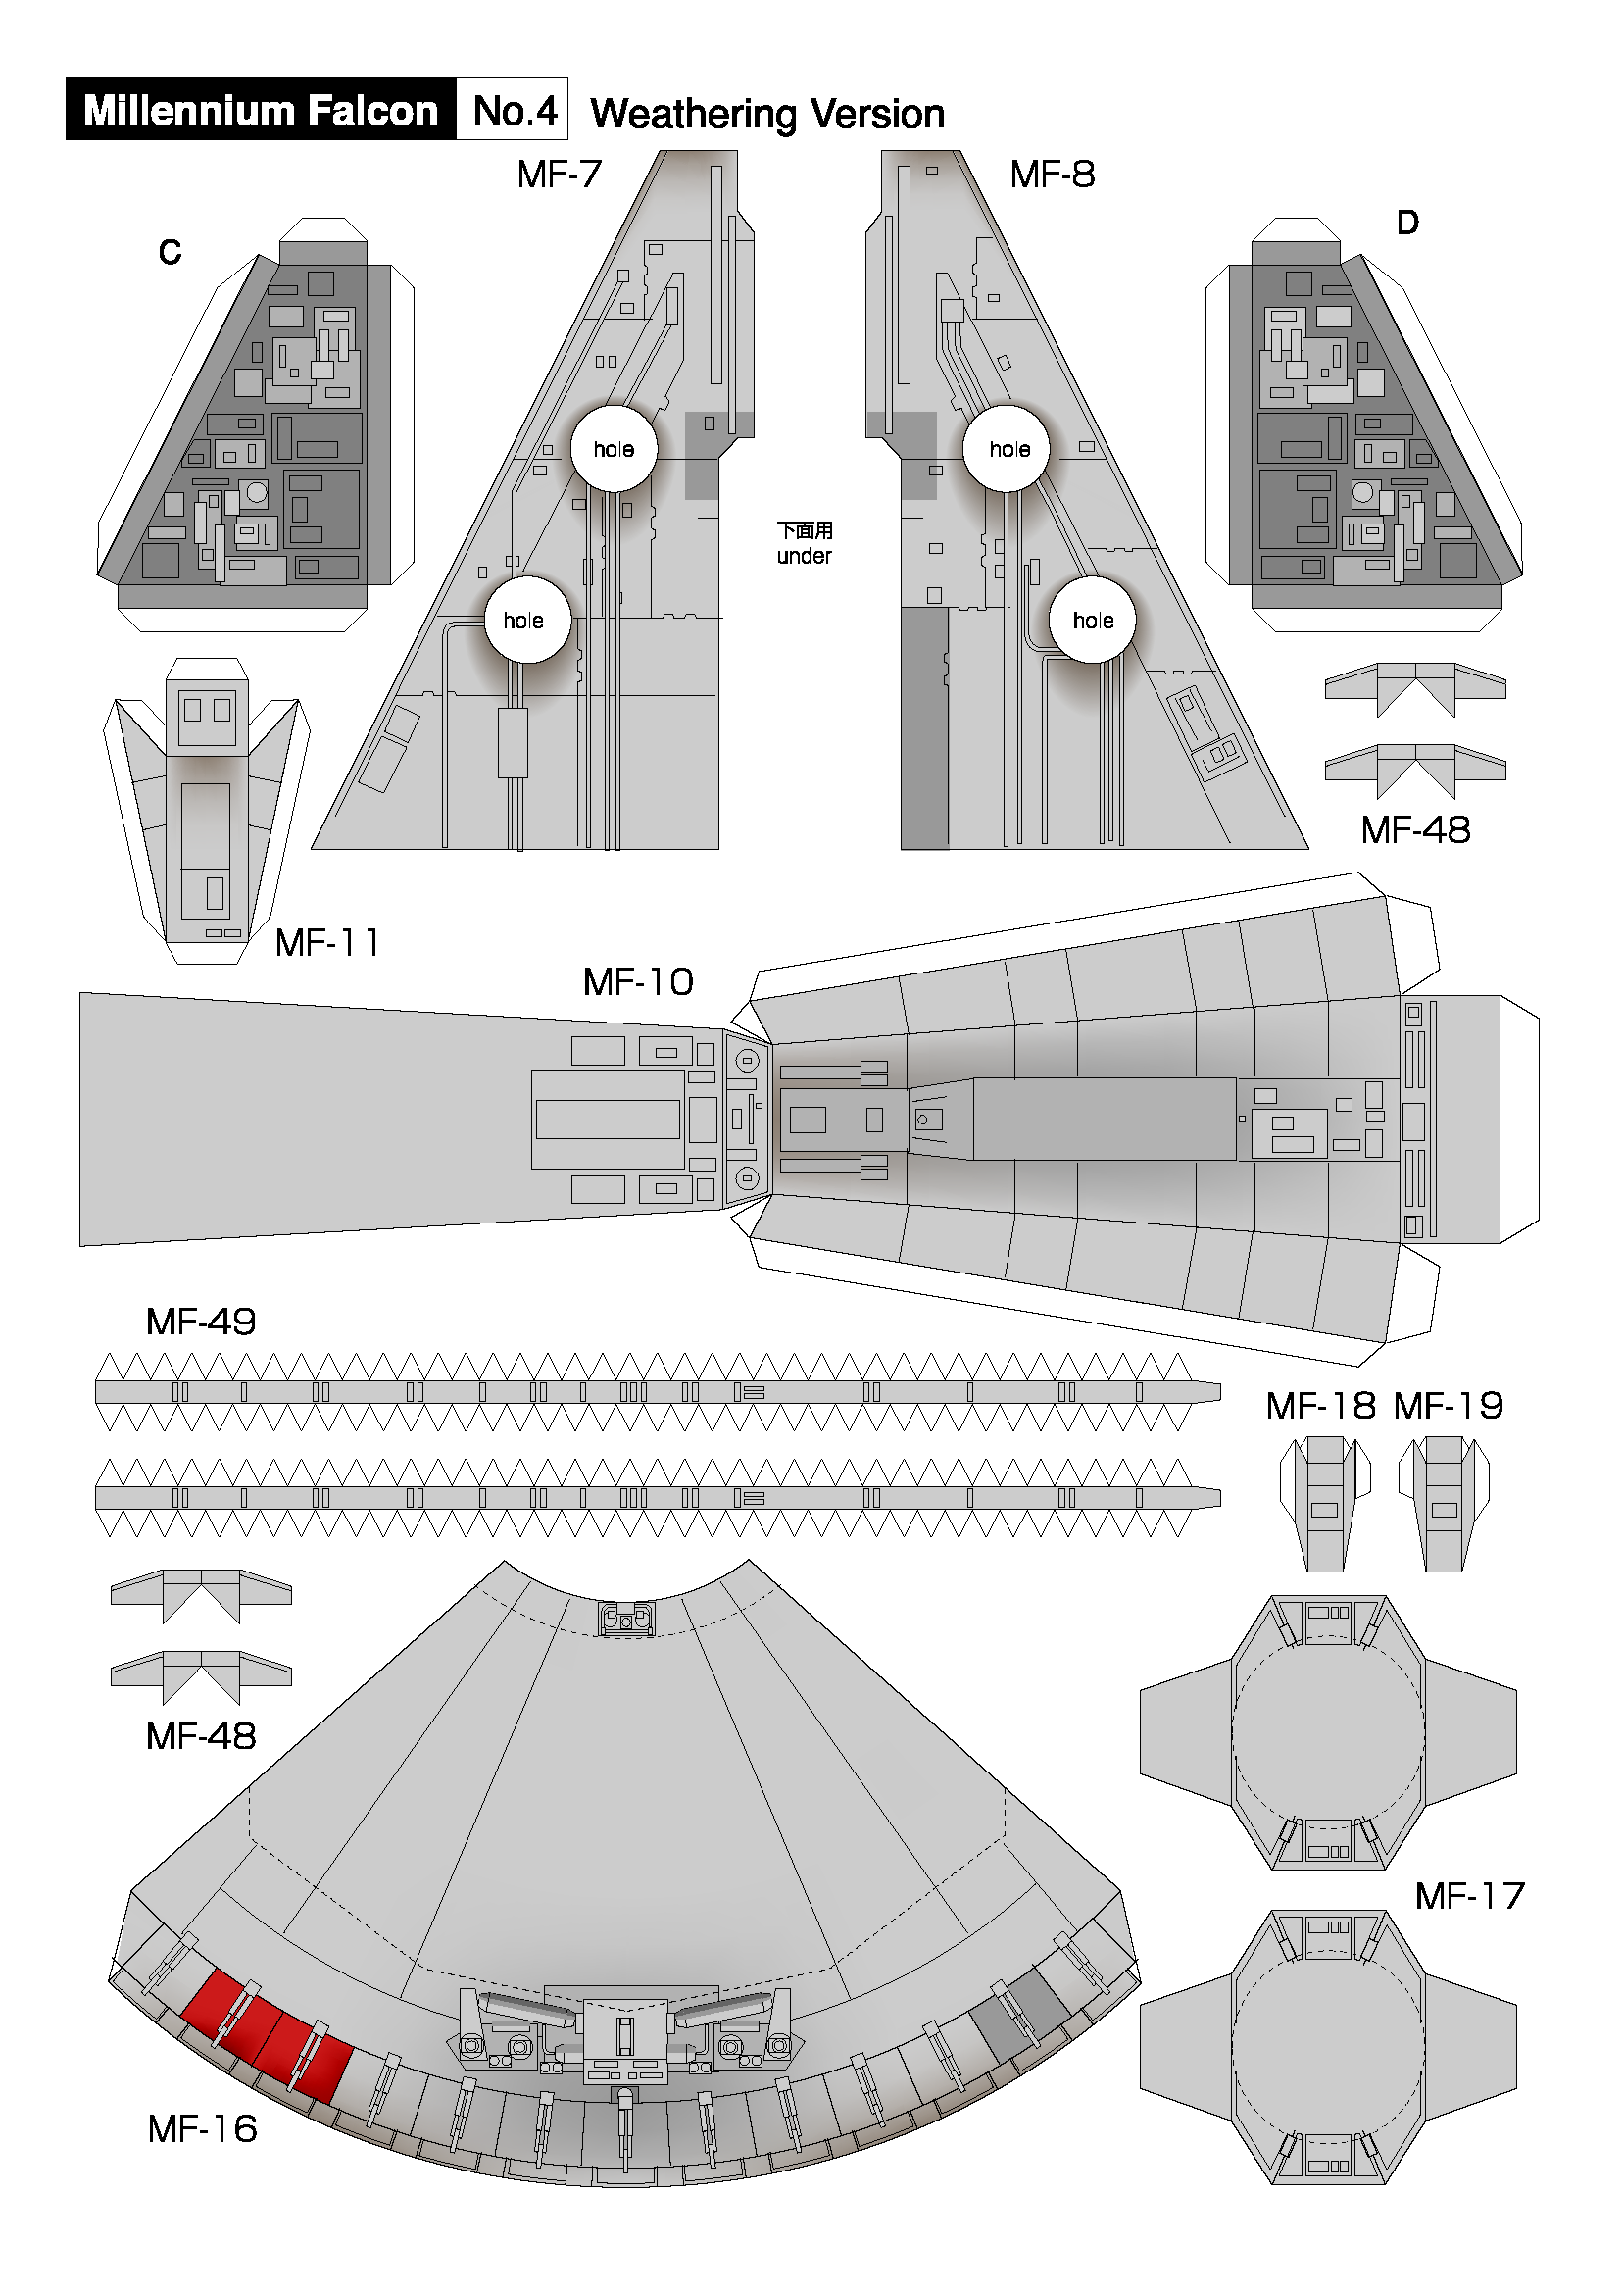 Millennium Falcon No.4 Weathering Version
MF-7
MF-8
C
D
hole
hole
下面用
under
hole
hole
MF-48
MF-11
MF-10
MF-49
MF-18 MF-19
MF-48
MF-17
MF-16